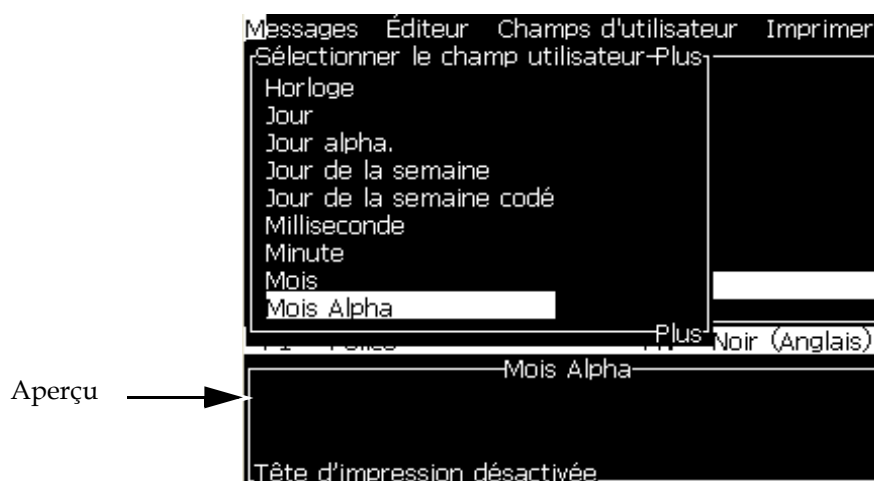 Messages Éditeur Champs d'utilisateur Imprimer
Sélectionner le champ utilisateur Plus
Horloge
Jour
Jour alpha.
Jour de la semaine
Jour de la semaine codé
Milliseconde
Minute
Mois
Mois Alpha
Plus
Noir (Anglais)
Mois Alpha
Aperçu
Tête d'impression désactivée